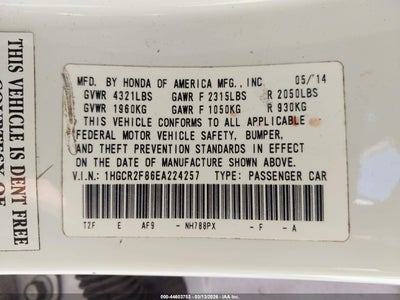 MFD. BY HONDA OF AMERICA MFG., INC. 05/14
GVWR 4321LBS GAWR F 2315LBS R 2050LBS
GVWR 1960KG GAWR F 1050KG R 930KG
THIS VEHICLE CONFORMS TO ALL APPLICABLE
FEDERAL MOTOR VEHICLE SAFETY, BUMPER,
AND THEFT PREVENTION STANDARDS IN EFFECT
ON THE DATE OF MANUFACTURE SHOWN ABOVE.
V.I.N.: 1HGCR2F86EA224257 TYPE: PASSENGER CAR
T2F E AF9 - NH788PX - F - A
THIS VEHICLE IS DENT FREE
COURTESY OF
000-44603753 - 03/13/2026 - IAA Inc.